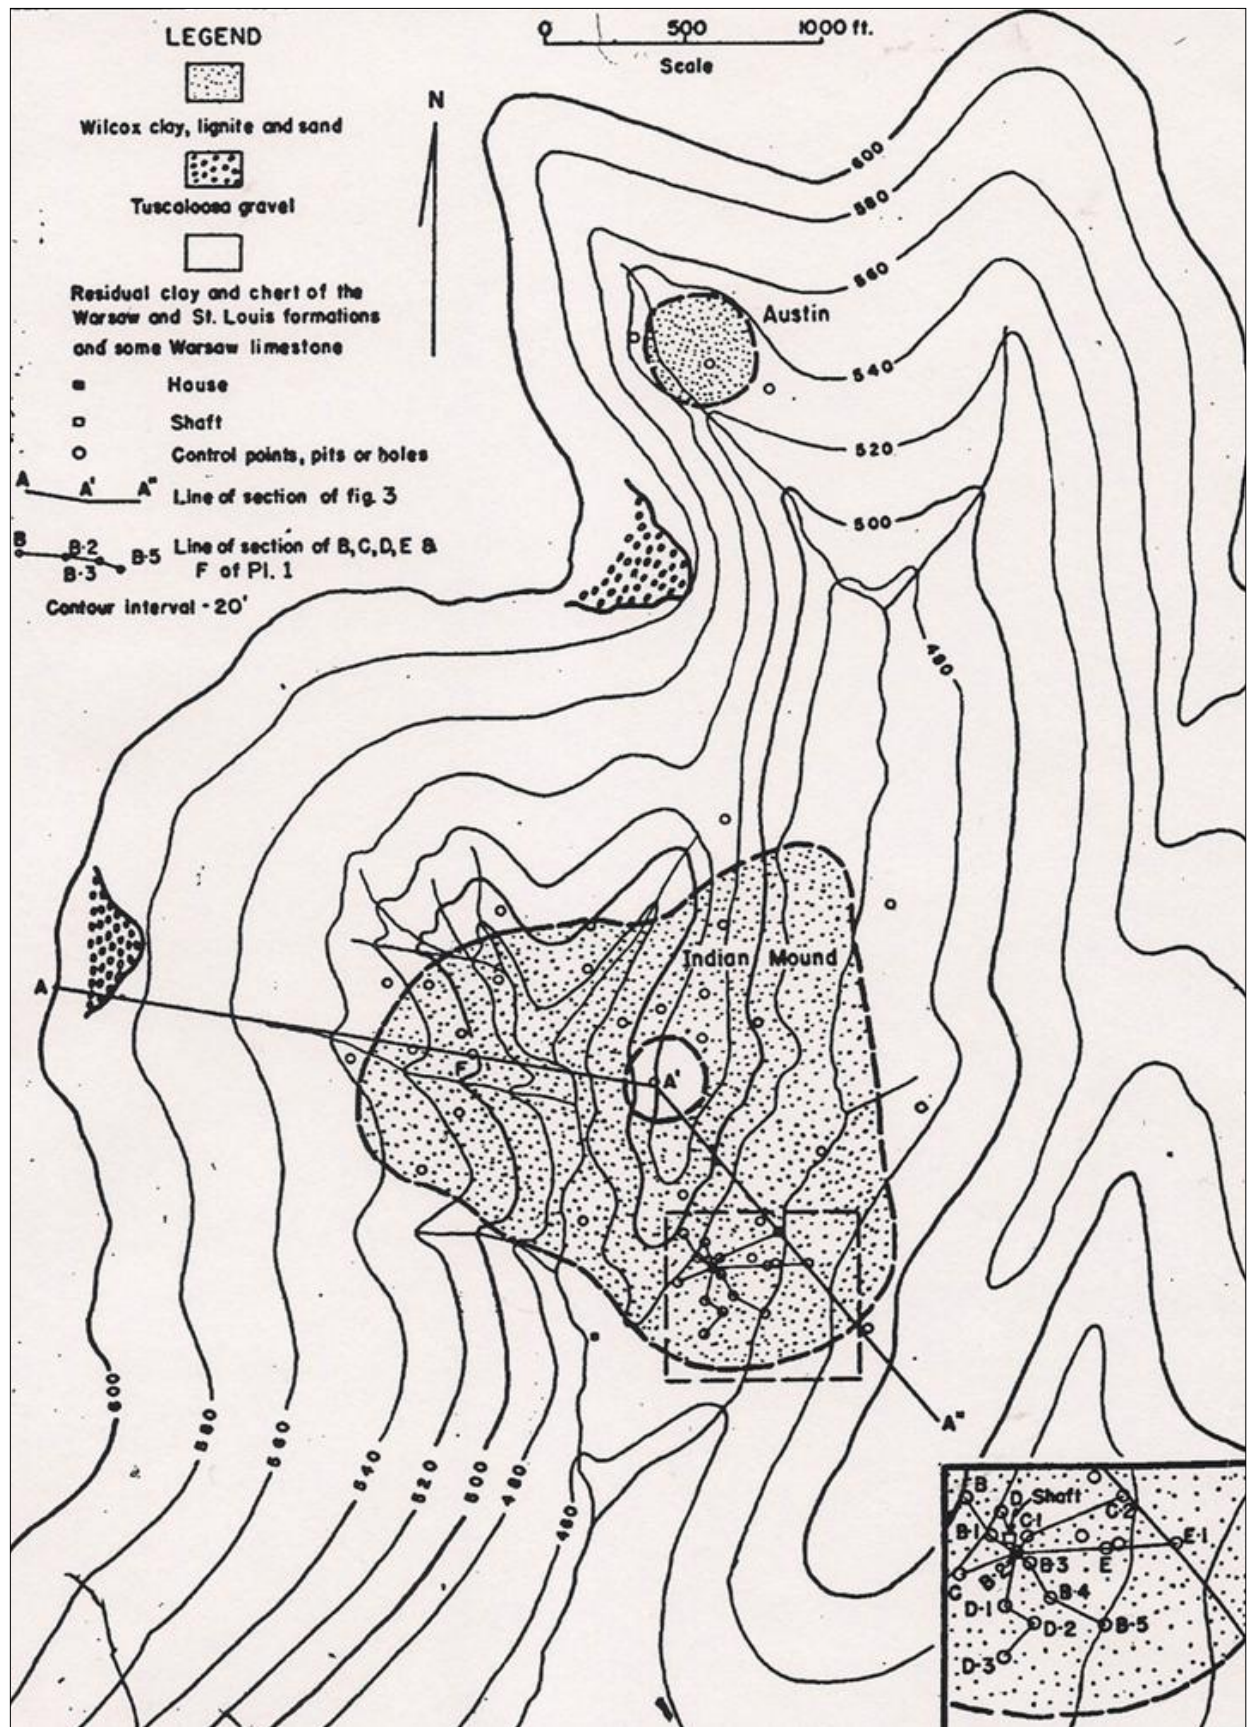 LEGEND
Wilcox clay, lignite and sand
Tuscaloosa gravel
Residual clay and chert of the
Warsaw and St. Louis formations
and some Warsaw limestone
House
Shaft
Control points, pits or holes
A A' A" Line of section of fig. 3
B B-2 B-3 B-5 Line of section of B,C,D,E &
F of Pl. 1
Contour interval - 20'
0 500 1000 ft.
Scale
N
600
580
560
Austin
540
520
500
480
Indian Mound
A
F
A'
A"
600
580
560
540
520
500
480
460
B
D
Shaft
C-1
C-2
B-1
E-1
B-2
B-3
E
C
B-4
D-1
D-2
B-5
D-3